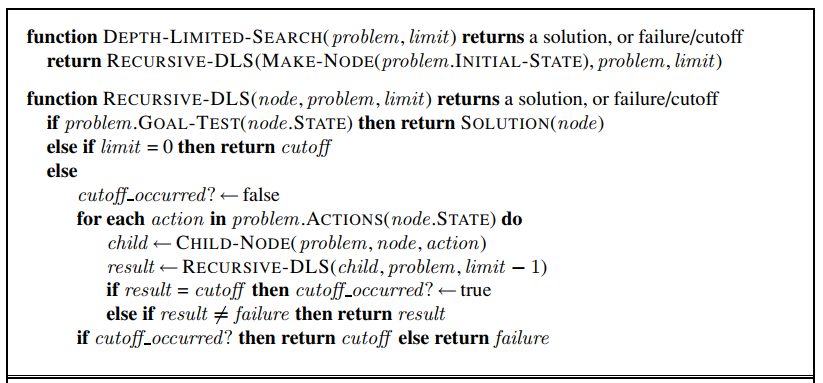 function DEPTH-LIMITED-SEARCH(problem, limit) returns a solution, or failure/cutoff
return RECURSIVE-DLS(MAKE-NODE(problem.INITIAL-STATE), problem, limit)
function RECURSIVE-DLS(node, problem, limit) returns a solution, or failure/cutoff
if problem.GOAL-TEST(node.STATE) then return SOLUTION(node)
else if limit = 0 then return cutoff
else
cutoff_occurred? ← false
for each action in problem.ACTIONS(node.STATE) do
child ← CHILD-NODE(problem, node, action)
result ← RECURSIVE-DLS(child, problem, limit − 1)
if result = cutoff then cutoff_occurred? ← true
else if result ≠ failure then return result
if cutoff_occurred? then return cutoff else return failure